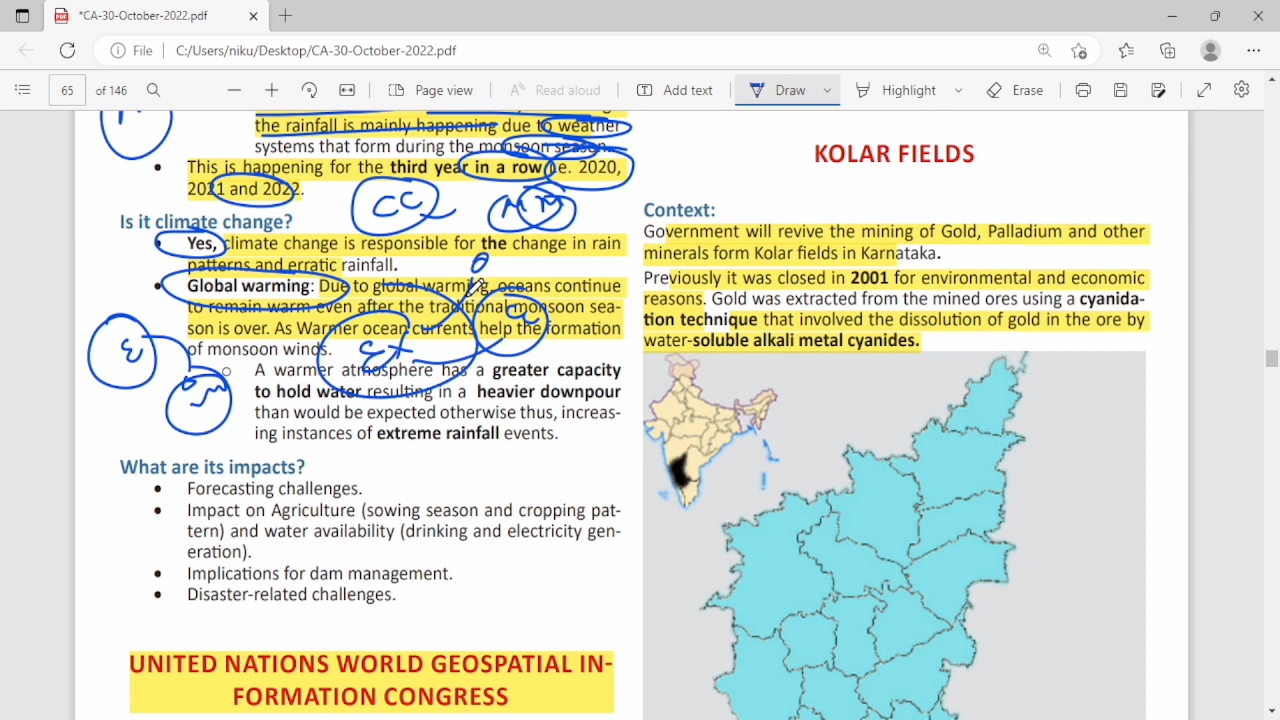 *CA-30-October-2022.pdf
File
C:/Users/niku/Desktop/CA-30-October-2022.pdf
65 of 146
Page view
Read aloud
Add text
Draw
Highlight
Erase
the rainfall is mainly happening due to weather
systems that form during the monsoon season.
• This is happening for the third year in a row i.e. 2020,
2021 and 2022.
CC
MM
Is it climate change?
• Yes, climate change is responsible for the change in rain
patterns and erratic rainfall.
• Global warming: Due to global warming, oceans continue
to remain warm even after the traditional monsoon sea-
son is over. As Warmer ocean currents help the formation
of monsoon winds.
Ex
o A warmer atmosphere has a greater capacity
to hold water resulting in a heavier downpour
than would be expected otherwise thus, increas-
ing instances of extreme rainfall events.
What are its impacts?
• Forecasting challenges.
• Impact on Agriculture (sowing season and cropping pat-
tern) and water availability (drinking and electricity gen-
eration).
• Implications for dam management.
• Disaster-related challenges.
UNITED NATIONS WORLD GEOSPATIAL IN-
FORMATION CONGRESS
KOLAR FIELDS
Context:
Government will revive the mining of Gold, Palladium and other
minerals form Kolar fields in Karnataka.
Previously it was closed in 2001 for environmental and economic
reasons. Gold was extracted from the mined ores using a cyanida-
tion technique that involved the dissolution of gold in the ore by
water-soluble alkali metal cyanides.